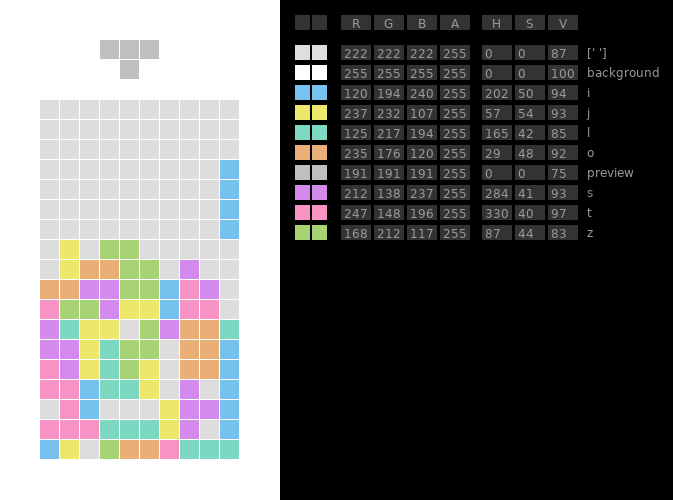 R G B A H S V
222 222 222 255 0 0 87 [' ']
255 255 255 255 0 0 100 background
120 194 240 255 202 50 94 i
237 232 107 255 57 54 93 j
125 217 194 255 165 42 85 l
235 176 120 255 29 48 92 o
191 191 191 255 0 0 75 preview
212 138 237 255 284 41 93 s
247 148 196 255 330 40 97 t
168 212 117 255 87 44 83 z